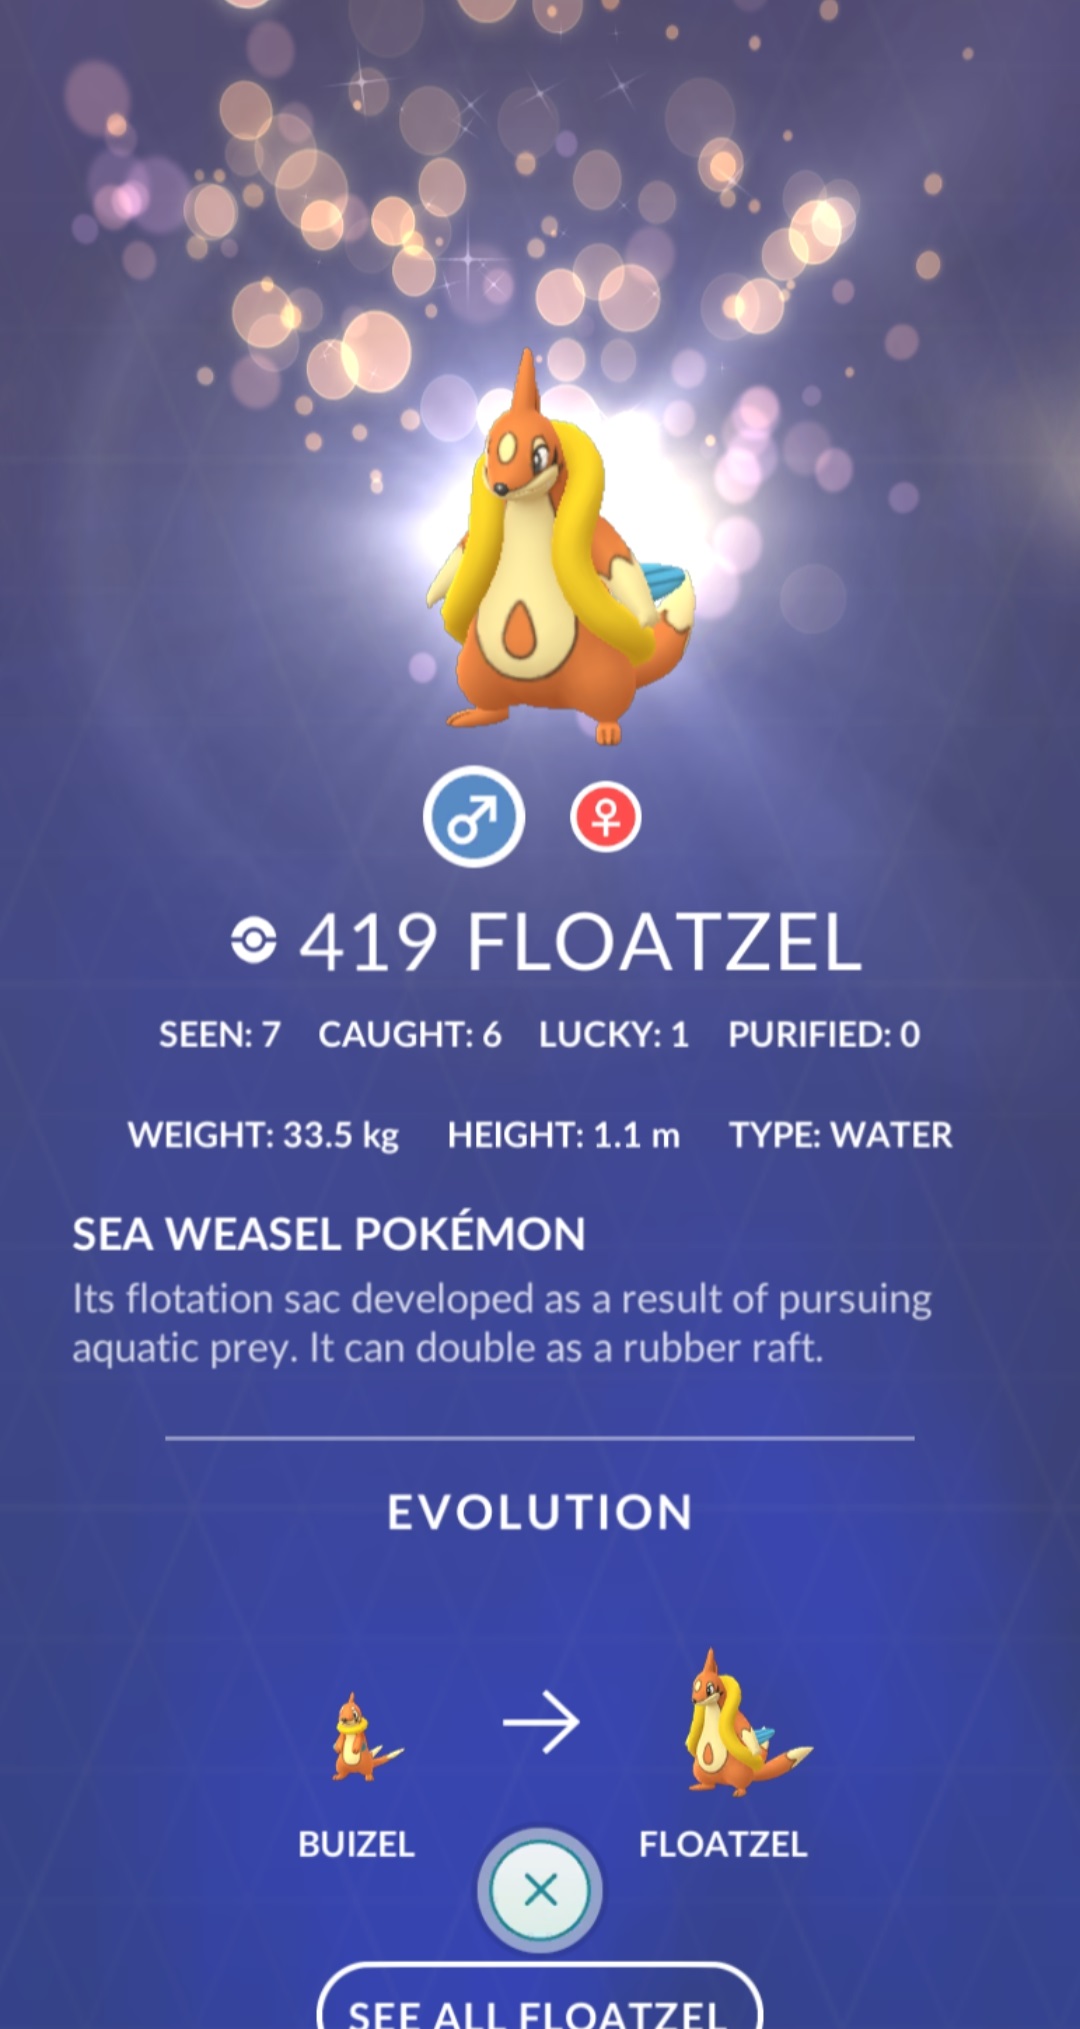 419 FLOATZEL
SEEN: 7 CAUGHT: 6 LUCKY: 1 PURIFIED: 0
WEIGHT: 33.5 kg HEIGHT: 1.1 m TYPE: WATER
SEA WEASEL POKÉMON
Its flotation sac developed as a result of pursuing
aquatic prey. It can double as a rubber raft.
EVOLUTION
BUIZEL FLOATZEL
SEE ALL FLOATZEL